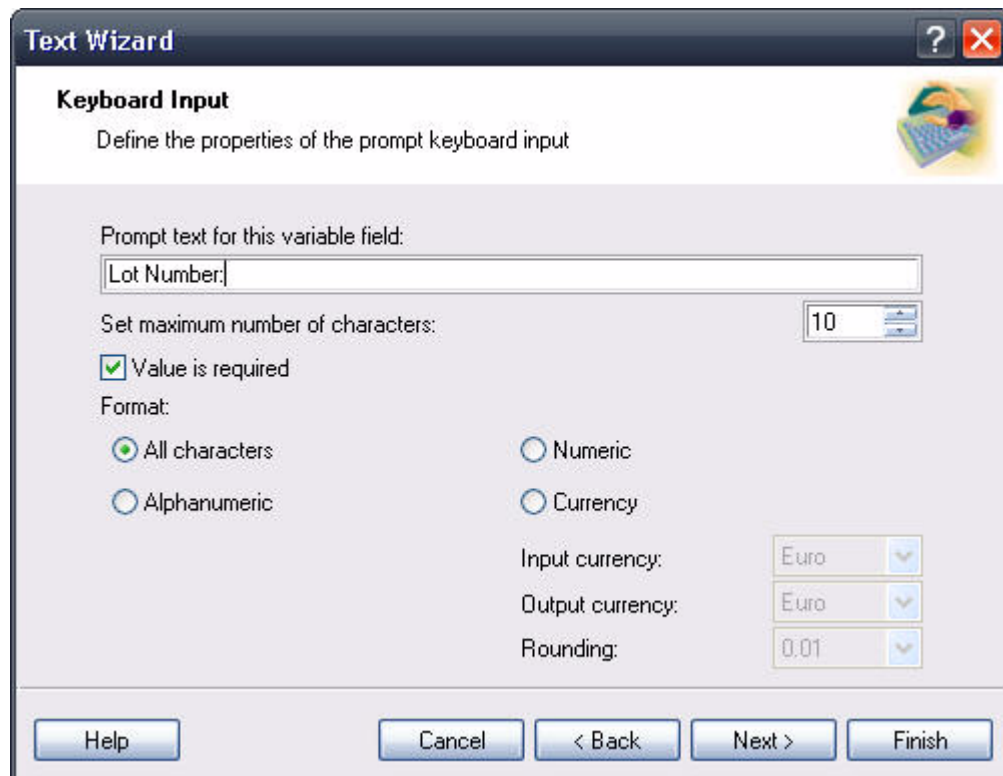 Text Wizard
?
Keyboard Input
Define the properties of the prompt keyboard input
Prompt text for this variable field:
Lot Number:
Set maximum number of characters: 10
Value is required
Format:
All characters Numeric
Alphanumeric Currency
Input currency: Euro
Output currency: Euro
Rounding: 0.01
Help Cancel < Back Next > Finish